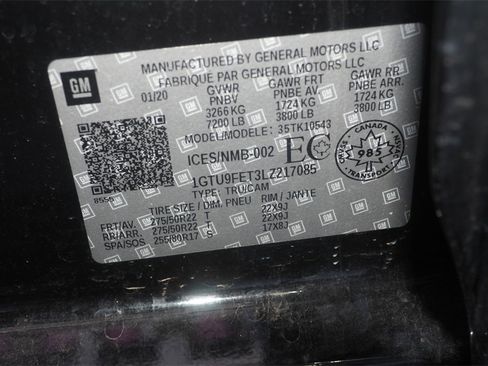 MANUFACTURED BY GENERAL MOTORS LLC
FABRIQUE PAR GENERAL MOTORS LLC
GM
01/20
GVWR GAWR FRT GAWR RR
PNBV PNBE AV. PNBE ARR.
3266 KG 1724 KG 1724 KG
7200 LB 3800 LB 3800 LB
MODEL/MODELE: 35TK10543
ICES/NMB-002 EC
CANADA
985
TRANSPORT
1GTU9FET3LZ217085
TYPE: TRU/CAM
TIRE SIZE / DIM. PNEU RIM / JANTE
FRT/AV. 275/50R22 T 22X9J
RR/ARR. 275/50R22 T 22X9J
SPA/SOS 255/80R17 S 17X8J